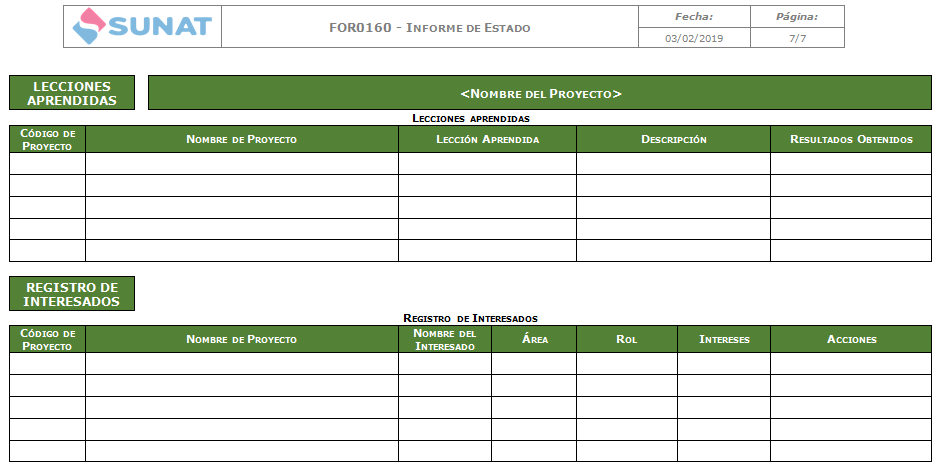 SUNAT
FOR0160 - Informe de Estado
Fecha:
Página:
03/02/2019
7/7
LECCIONES
APRENDIDAS
<Nombre del Proyecto>
Lecciones aprendidas
Código de
Proyecto
Nombre de Proyecto
Lección Aprendida
Descripción
Resultados Obtenidos
REGISTRO DE
INTERESADOS
Registro de Interesados
Código de
Proyecto
Nombre de Proyecto
Nombre del
Interesado
Área
Rol
Intereses
Acciones